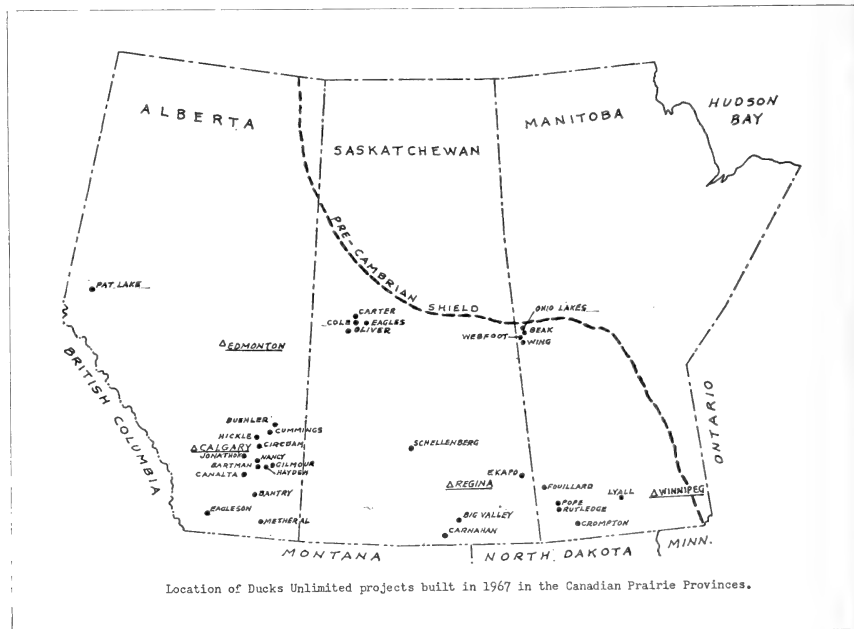 ALBERTA
SASKATCHEWAN
MANITOBA
HUDSON
BAY
PRE-CAMBRIAN SHIELD
PAT. LAKE
CARTER
COLE
EAGLES
OLIVER
OHIO LAKES
BEAK
WEBFOOT
WING
EDMONTON
BRITISH COLUMBIA
ONTARIO
BUEHLER
CUMMINGS
HICKLE
CALGARY
CIRCBAM
JONATHON
NANCY
BARTMAN
GILMOUR
HAYDEN
CANALTA
BANTRY
EAGLESON
METHERAL
SCHELLENBERG
EKAPO
REGINA
FOUILLARD
LYALL
WINNIPEG
POPE
RUTLEDGE
BIG VALLEY
CROMPTON
CARNAHAN
MONTANA
NORTH DAKOTA
MINN.
Location of Ducks Unlimited projects built in 1967 in the Canadian Prairie Provinces.